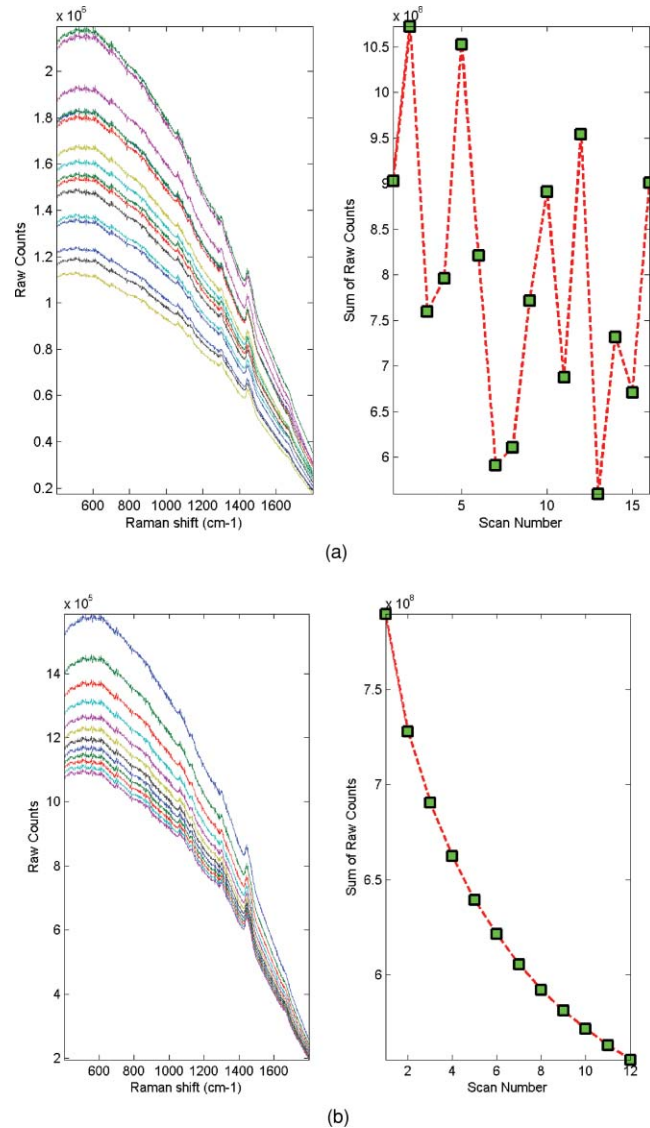 x 10^6
2
1.8
1.6
1.4
1.2
1
0.8
0.6
0.4
0.2
Raw Counts
600 800 1000 1200 1400 1600
Raman shift (cm-1)
x 10^8
10.5
10
9.5
9
8.5
8
7.5
7
6.5
6
Sum of Raw Counts
5 10 15
Scan Number
(a)
x 10^5
14
12
10
8
6
4
2
Raw Counts
600 800 1000 1200 1400 1600
Raman shift (cm-1)
x 10^8
7.5
7
6.5
6
Sum of Raw Counts
2 4 6 8 10 12
Scan Number
(b)